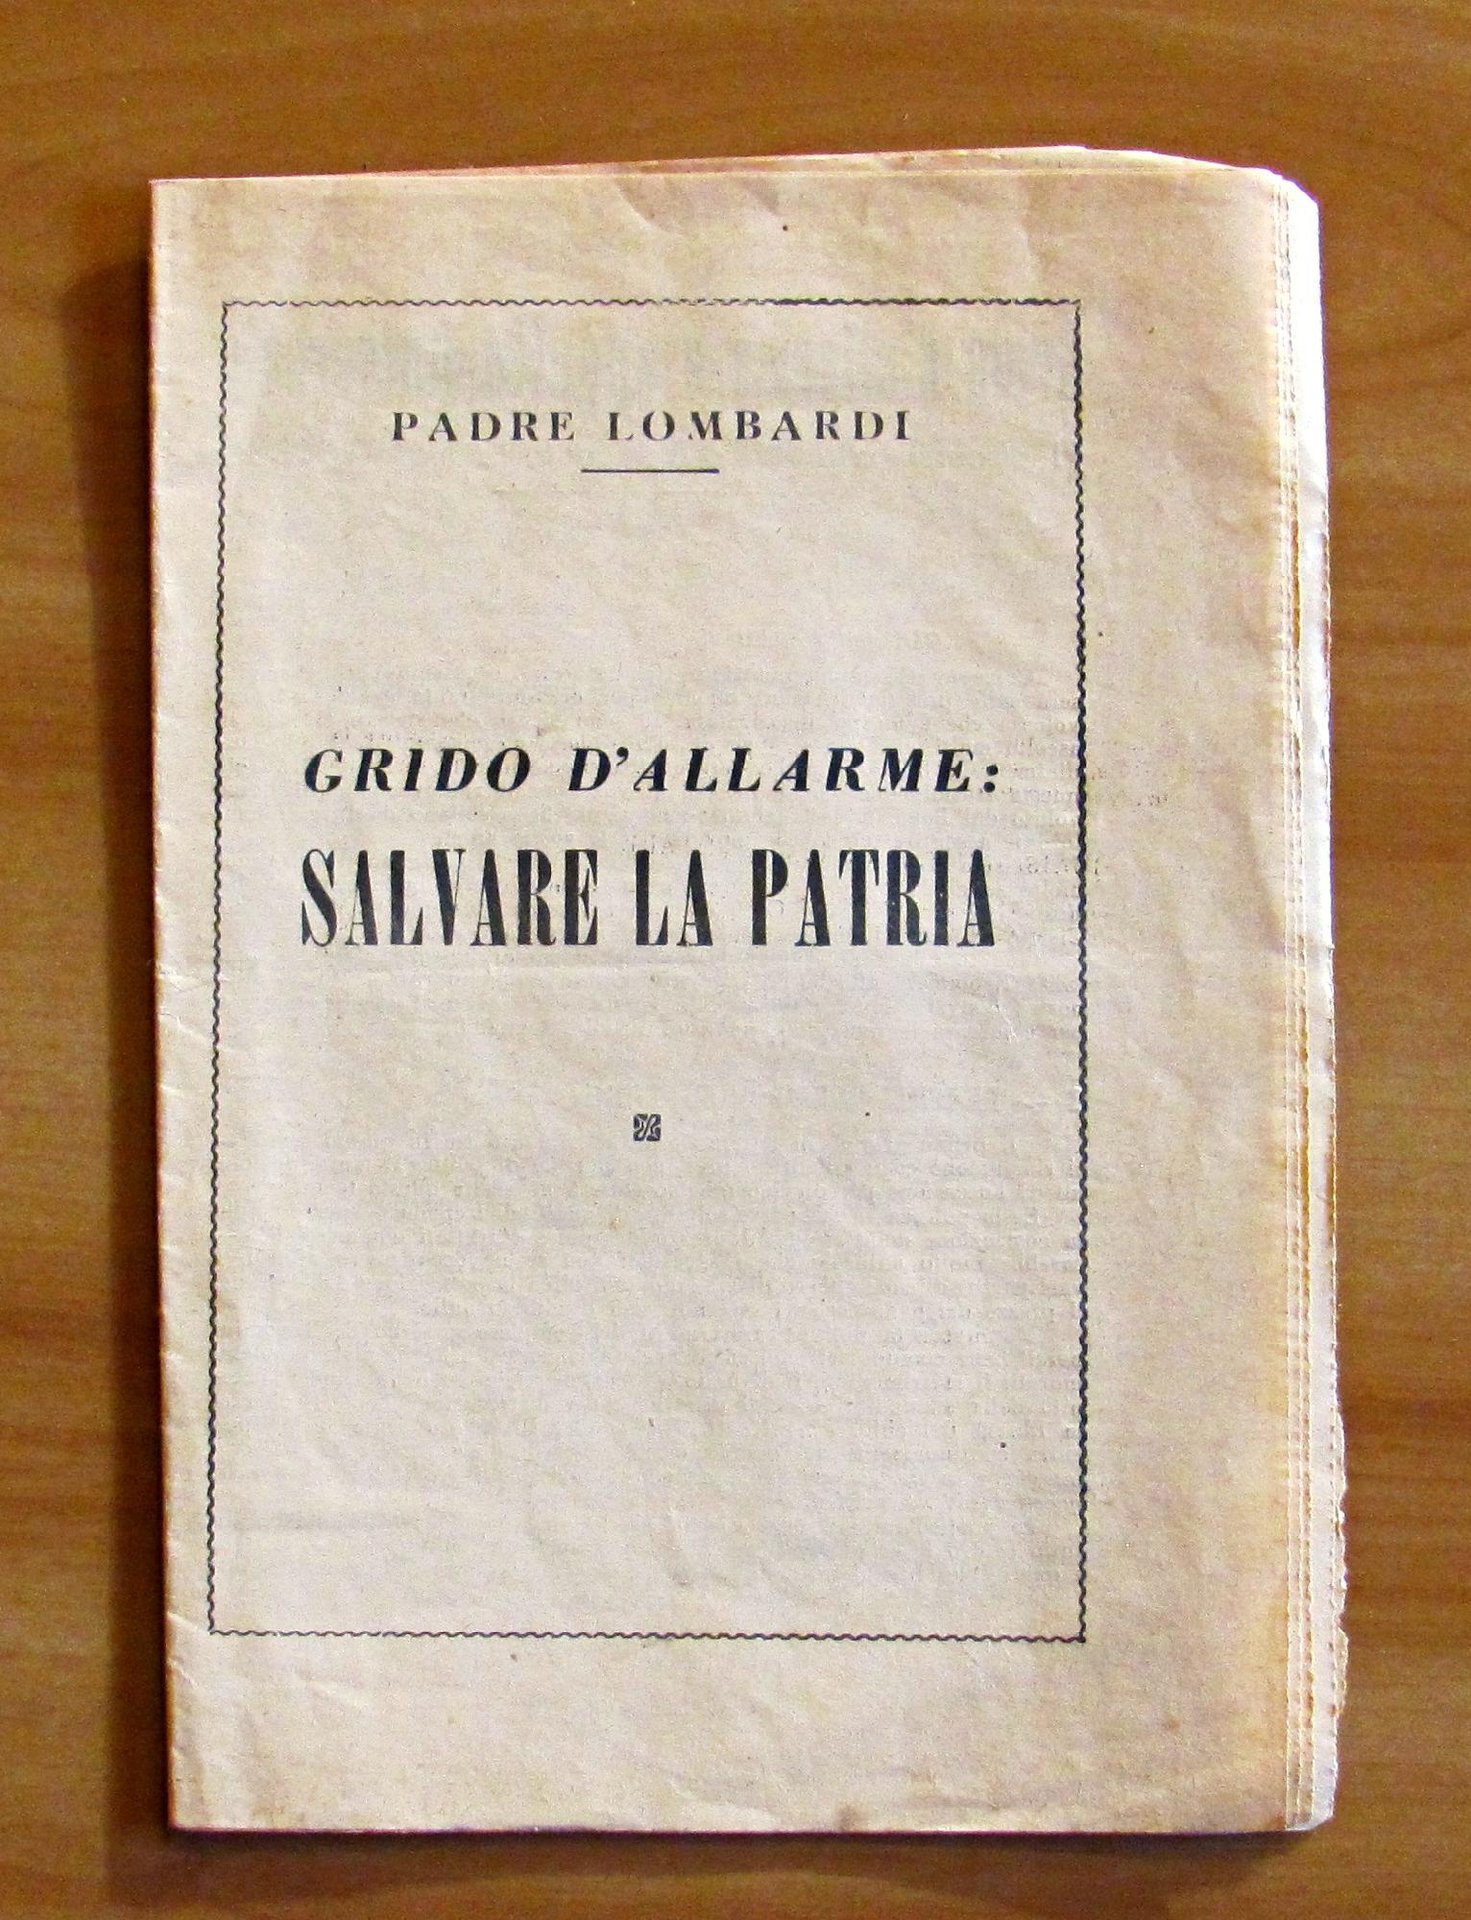 PADRE LOMBARDI
GRIDO D'ALLARME:
SALVARE LA PATRIA